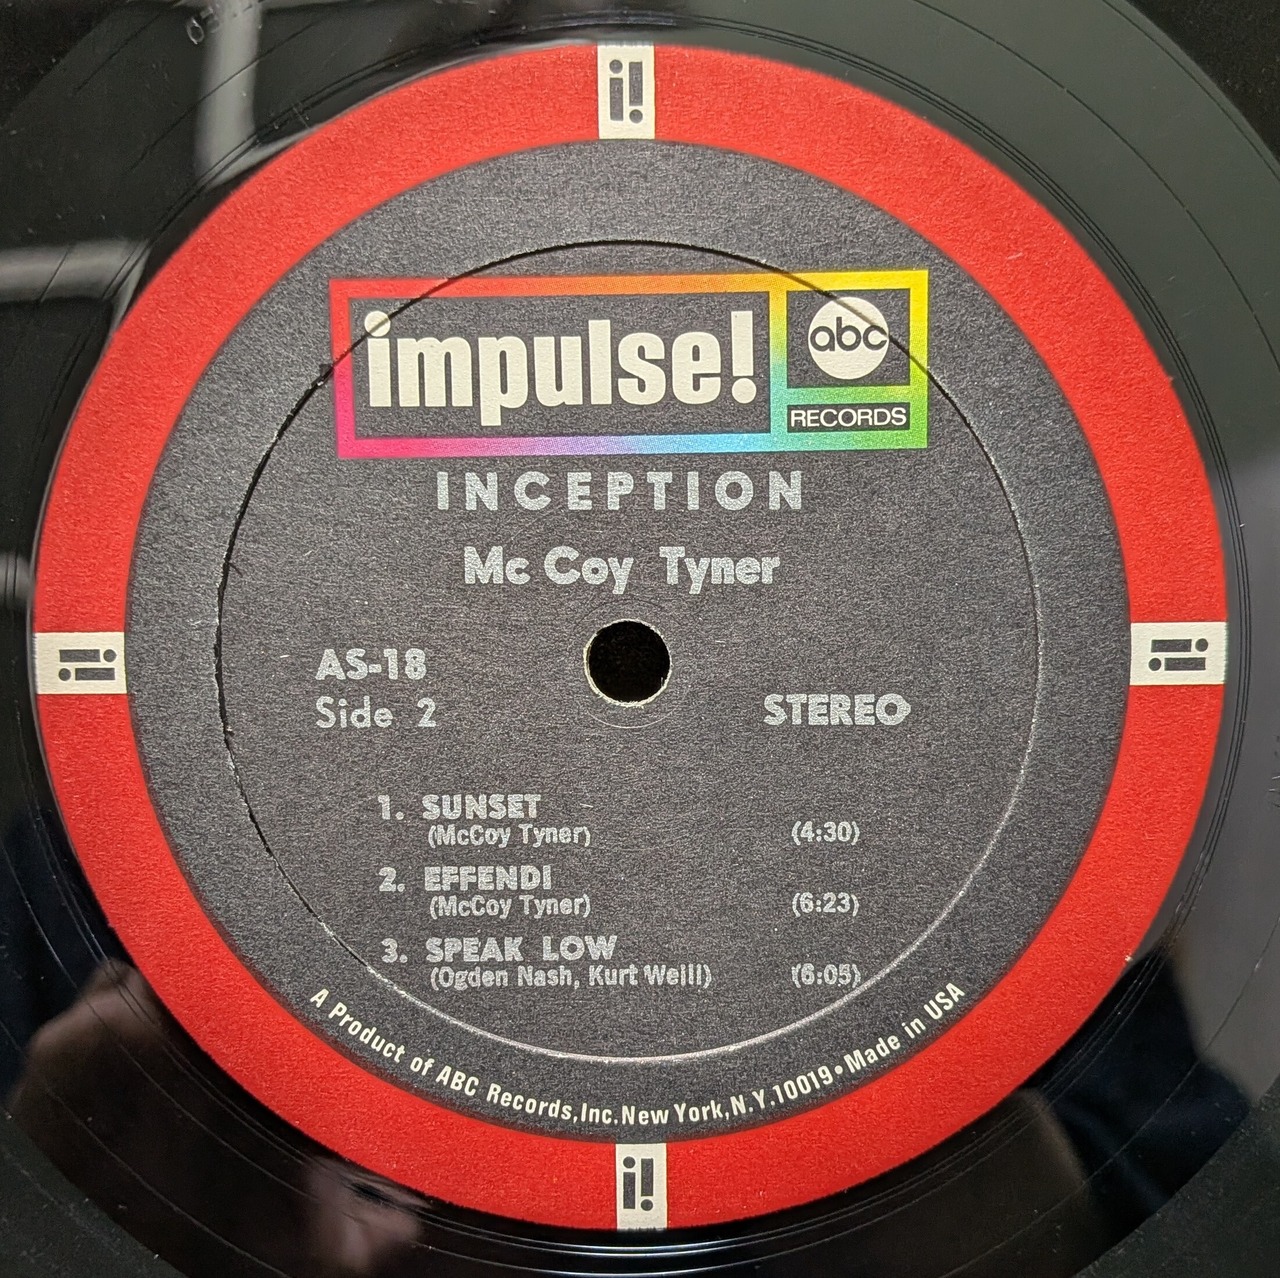 i!
impulse!
abc
RECORDS
INCEPTION
Mc Coy Tyner
i!
i!
AS-18
Side 2
STEREO
1. SUNSET
(McCoy Tyner) (4:30)
2. EFFENDI
(McCoy Tyner) (6:23)
3. SPEAK LOW
(Ogden Nash, Kurt Weill) (6:05)
A Product of ABC Records, Inc. New York, N.Y. 10019 • Made in USA
i!